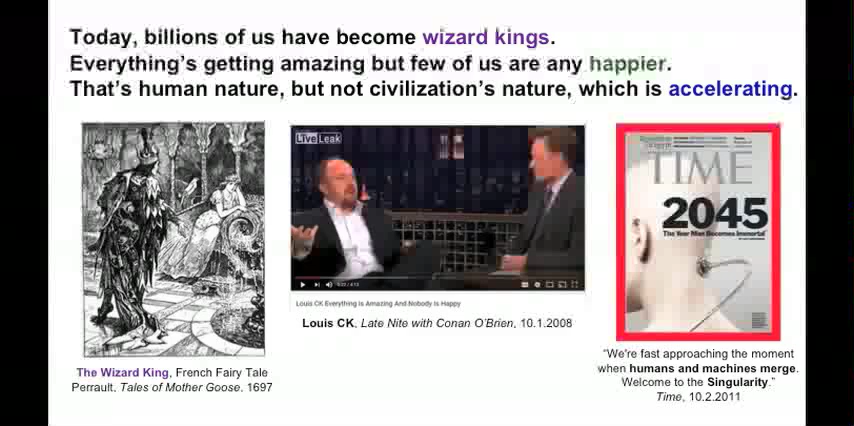 Today, billions of us have become wizard kings.
Everything's getting amazing but few of us are any happier.
That's human nature, but not civilization's nature, which is accelerating.
LiveLeak
Louis CK Everything Is Amazing And Nobody Is Happy
Louis CK, Late Nite with Conan O'Brien, 10.1.2008
The Wizard King, French Fairy Tale
Perrault, Tales of Mother Goose, 1697
TIME
2045
The Year Man Becomes Immortal
"We're fast approaching the moment
when humans and machines merge.
Welcome to the Singularity."
Time, 10.2.2011